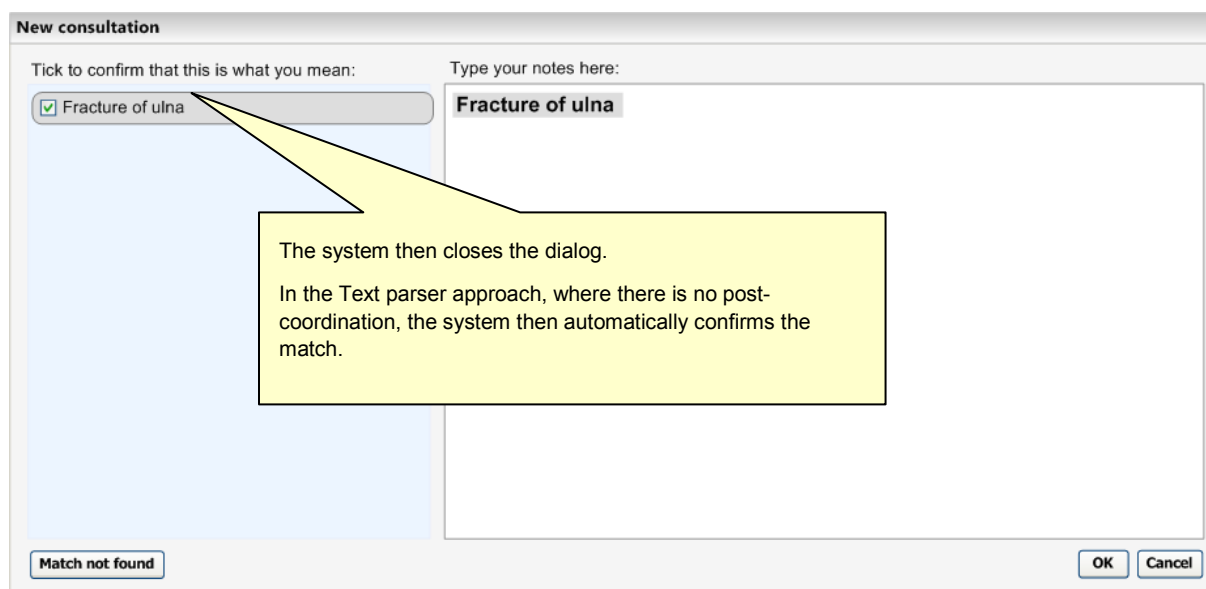 New consultation
Tick to confirm that this is what you mean:
Type your notes here:
Fracture of ulna
Fracture of ulna
The system then closes the dialog.
In the Text parser approach, where there is no post-
coordination, the system then automatically confirms the
match.
Match not found
OK
Cancel